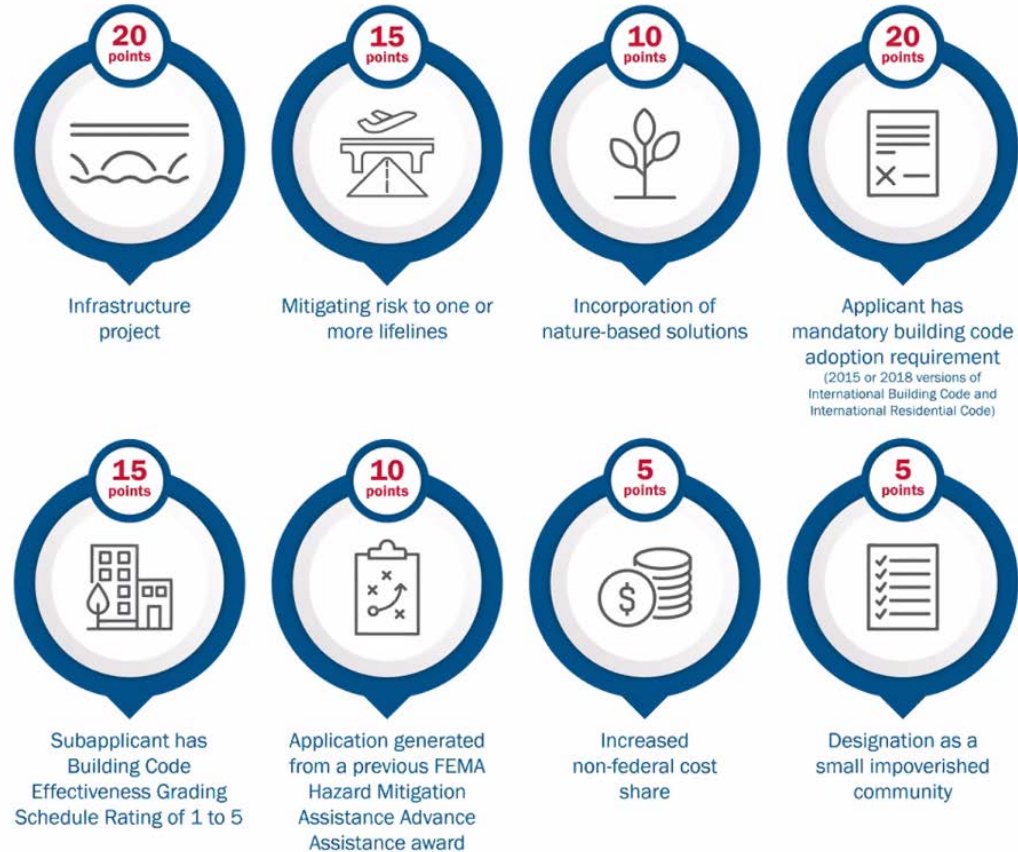 20
points
15
points
10
points
20
points
Infrastructure
project
Mitigating risk to one or
more lifelines
Incorporation of
nature-based solutions
Applicant has
mandatory building code
adoption requirement
(2015 or 2018 versions of
International Building Code and
International Residential Code)
15
points
10
points
5
points
5
points
Subapplicant has
Building Code
Effectiveness Grading
Schedule Rating of 1 to 5
Application generated
from a previous FEMA
Hazard Mitigation
Assistance Advance
Assistance award
Increased
non-federal cost
share
Designation as a
small impoverished
community